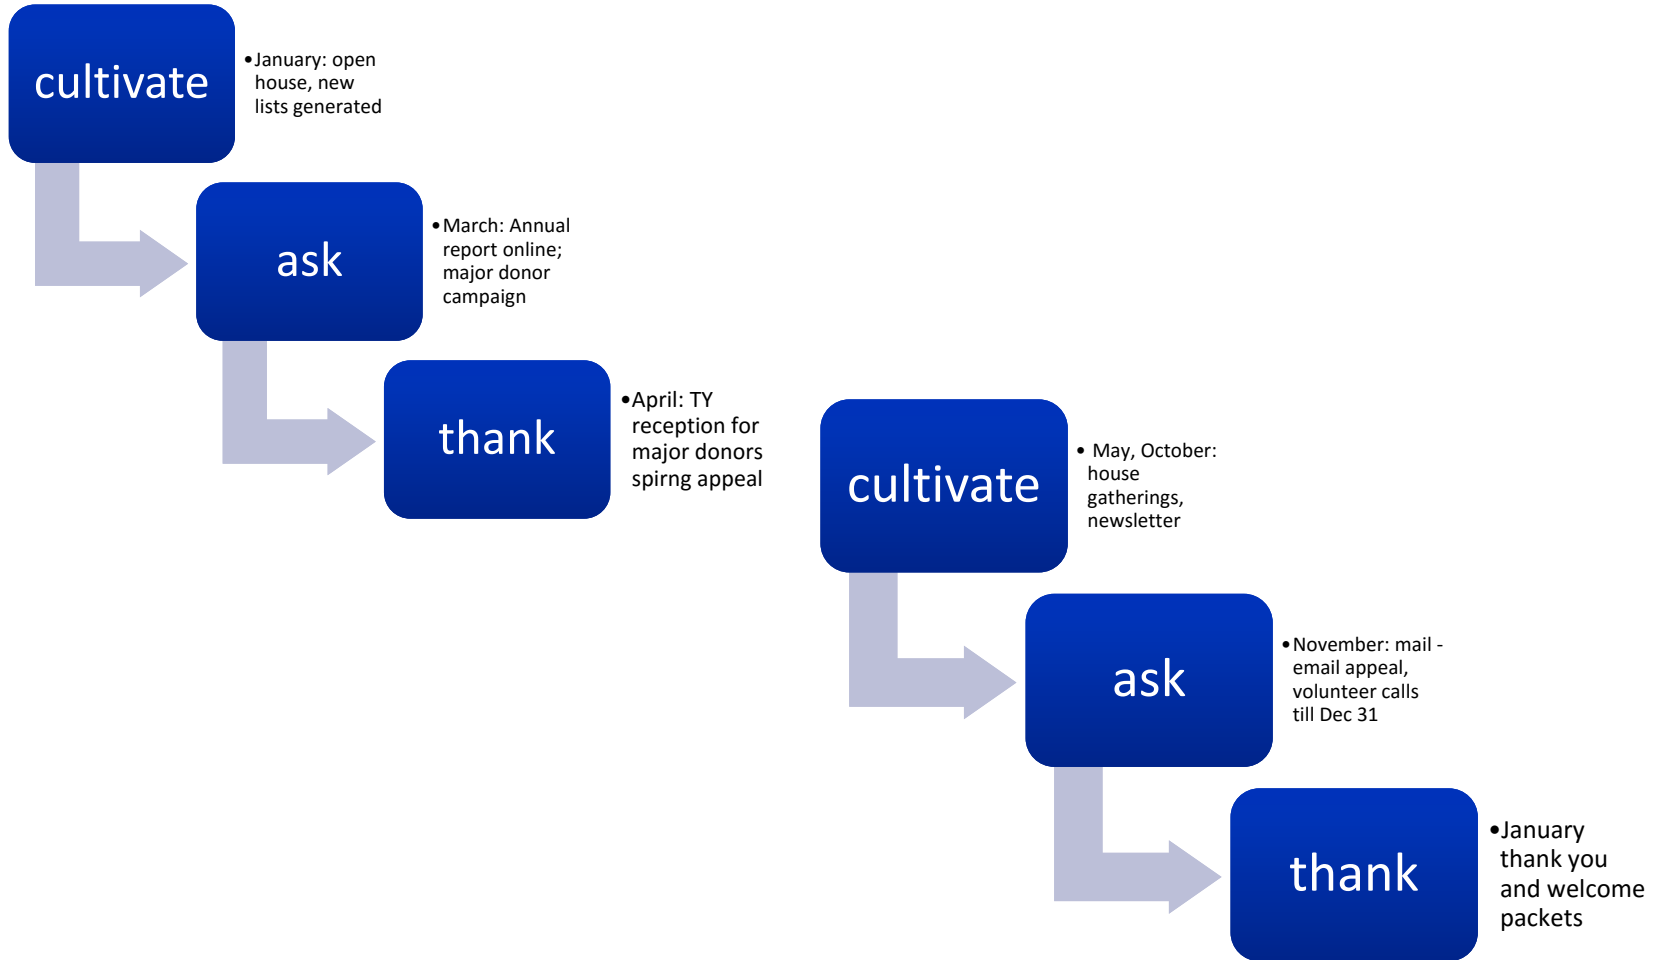 cultivate
•January: open
house, new
lists generated
ask
•March: Annual
report online;
major donor
campaign
thank
•April: TY
reception for
major donors
spirng appeal
cultivate
• May, October:
house
gatherings,
newsletter
ask
•November: mail -
email appeal,
volunteer calls
till Dec 31
thank
•January
thank you
and welcome
packets